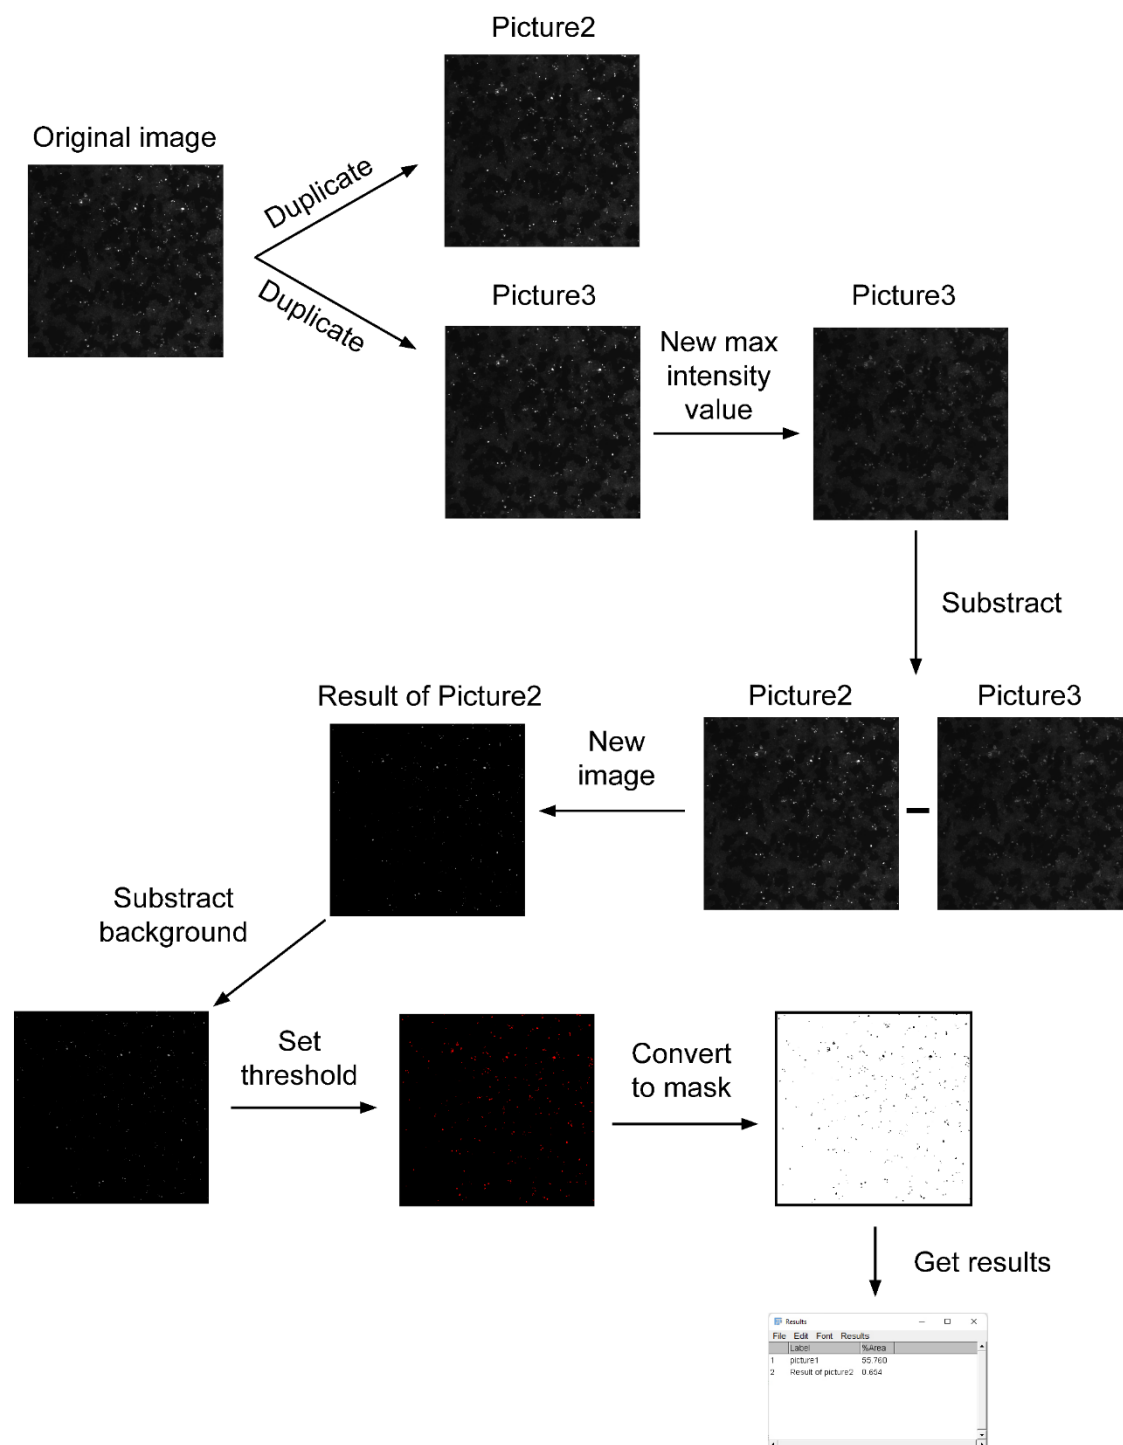 Picture2
Original image
Duplicate
Duplicate
Picture3
Picture3
New max
intensity
value
Substract
Result of Picture2
Picture2
Picture3
New
image
Substract
background
Set
threshold
Convert
to mask
Get results
Results
File Edit Font Results
Label %Area
1 picture1 55.760
2 Result of picture2 0.654